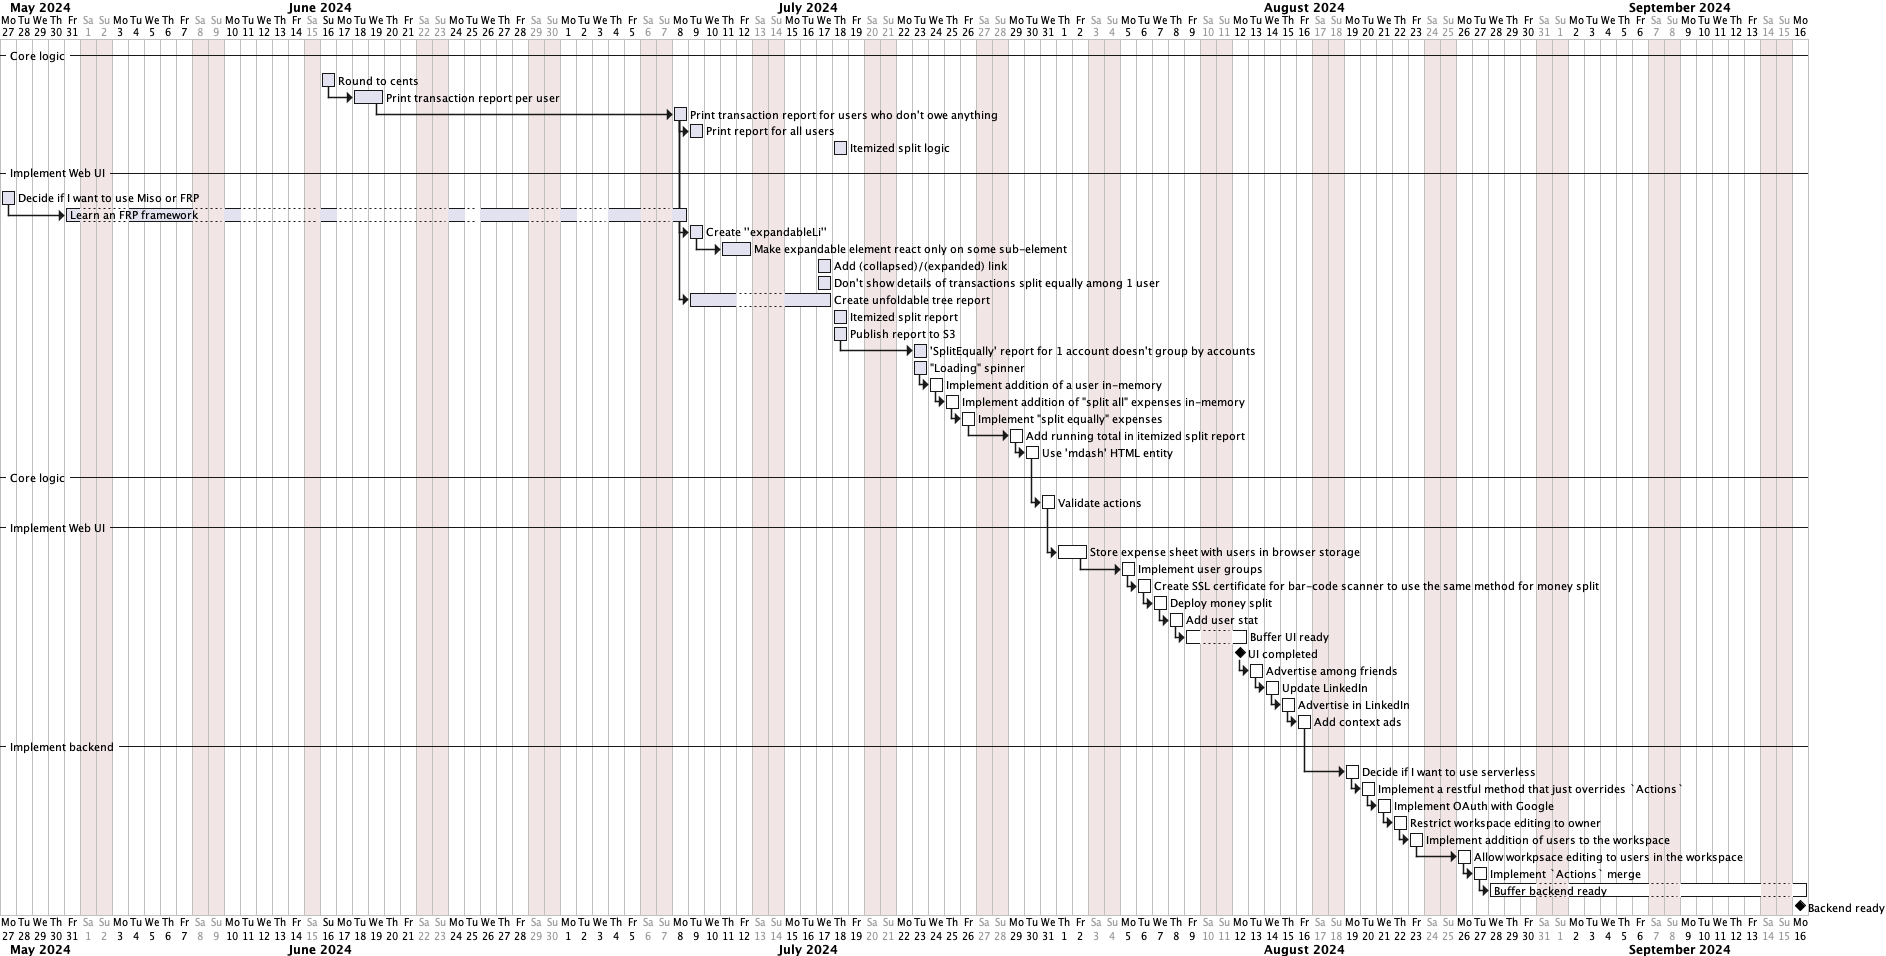 May 2024 June 2024 July 2024 August 2024 September 2024
Mo Tu We Th Fr Sa Su Mo Tu We Th Fr Sa Su Mo Tu We Th Fr Sa Su Mo Tu We Th Fr Sa Su Mo Tu We Th Fr Sa Su Mo Tu We Th Fr Sa Su Mo Tu We Th Fr Sa Su Mo Tu We Th Fr Sa Su Mo Tu We Th Fr Sa Su Mo Tu We Th Fr Sa Su Mo Tu We Th Fr Sa Su Mo Tu We Th Fr Sa Su Mo Tu We Th Fr Sa Su Mo Tu We Th Fr Sa Su Mo Tu We Th Fr Sa Su Mo Tu We Th Fr Sa Su Mo
27 28 29 30 31 1 2 3 4 5 6 7 8 9 10 11 12 13 14 15 16 17 18 19 20 21 22 23 24 25 26 27 28 29 30 1 2 3 4 5 6 7 8 9 10 11 12 13 14 15 16 17 18 19 20 21 22 23 24 25 26 27 28 29 30 31 1 2 3 4 5 6 7 8 9 10 11 12 13 14 15 16 17 18 19 20 21 22 23 24 25 26 27 28 29 30 31 1 2 3 4 5 6 7 8 9 10 11 12 13 14 15 16
Core logic
Round to cents
Print transaction report per user
Print transaction report for users who don't owe anything
Print report for all users
Itemized split logic
Implement Web UI
Decide if I want to use Miso or FRP
Learn an FRP framework
Create ''expandableLi''
Make expandable element react only on some sub-element
Add (collapsed)/(expanded) link
Don't show details of transactions split equally among 1 user
Create unfoldable tree report
Itemized split report
Publish report to S3
'SplitEqually' report for 1 account doesn't group by accounts
"Loading" spinner
Implement addition of a user in-memory
Implement addition of "split all" expenses in-memory
Implement "split equally" expenses
Add running total in itemized split report
Use 'mdash' HTML entity
Core logic
Validate actions
Implement Web UI
Store expense sheet with users in browser storage
Implement user groups
Create SSL certificate for bar-code scanner to use the same method for money split
Deploy money split
Add user stat
Buffer UI ready
UI completed
Advertise among friends
Update LinkedIn
Advertise in LinkedIn
Add context ads
Implement backend
Decide if I want to use serverless
Implement a restful method that just overrides `Actions`
Implement OAuth with Google
Restrict workspace editing to owner
Implement addition of users to the workspace
Allow workpsace editing to users in the workspace
Implement `Actions` merge
Buffer backend ready
Backend ready
Mo Tu We Th Fr Sa Su Mo Tu We Th Fr Sa Su Mo Tu We Th Fr Sa Su Mo Tu We Th Fr Sa Su Mo Tu We Th Fr Sa Su Mo Tu We Th Fr Sa Su Mo Tu We Th Fr Sa Su Mo Tu We Th Fr Sa Su Mo Tu We Th Fr Sa Su Mo Tu We Th Fr Sa Su Mo Tu We Th Fr Sa Su Mo Tu We Th Fr Sa Su Mo Tu We Th Fr Sa Su Mo Tu We Th Fr Sa Su Mo Tu We Th Fr Sa Su Mo Tu We Th Fr Sa Su Mo
27 28 29 30 31 1 2 3 4 5 6 7 8 9 10 11 12 13 14 15 16 17 18 19 20 21 22 23 24 25 26 27 28 29 30 1 2 3 4 5 6 7 8 9 10 11 12 13 14 15 16 17 18 19 20 21 22 23 24 25 26 27 28 29 30 31 1 2 3 4 5 6 7 8 9 10 11 12 13 14 15 16 17 18 19 20 21 22 23 24 25 26 27 28 29 30 31 1 2 3 4 5 6 7 8 9 10 11 12 13 14 15 16
May 2024 June 2024 July 2024 August 2024 September 2024